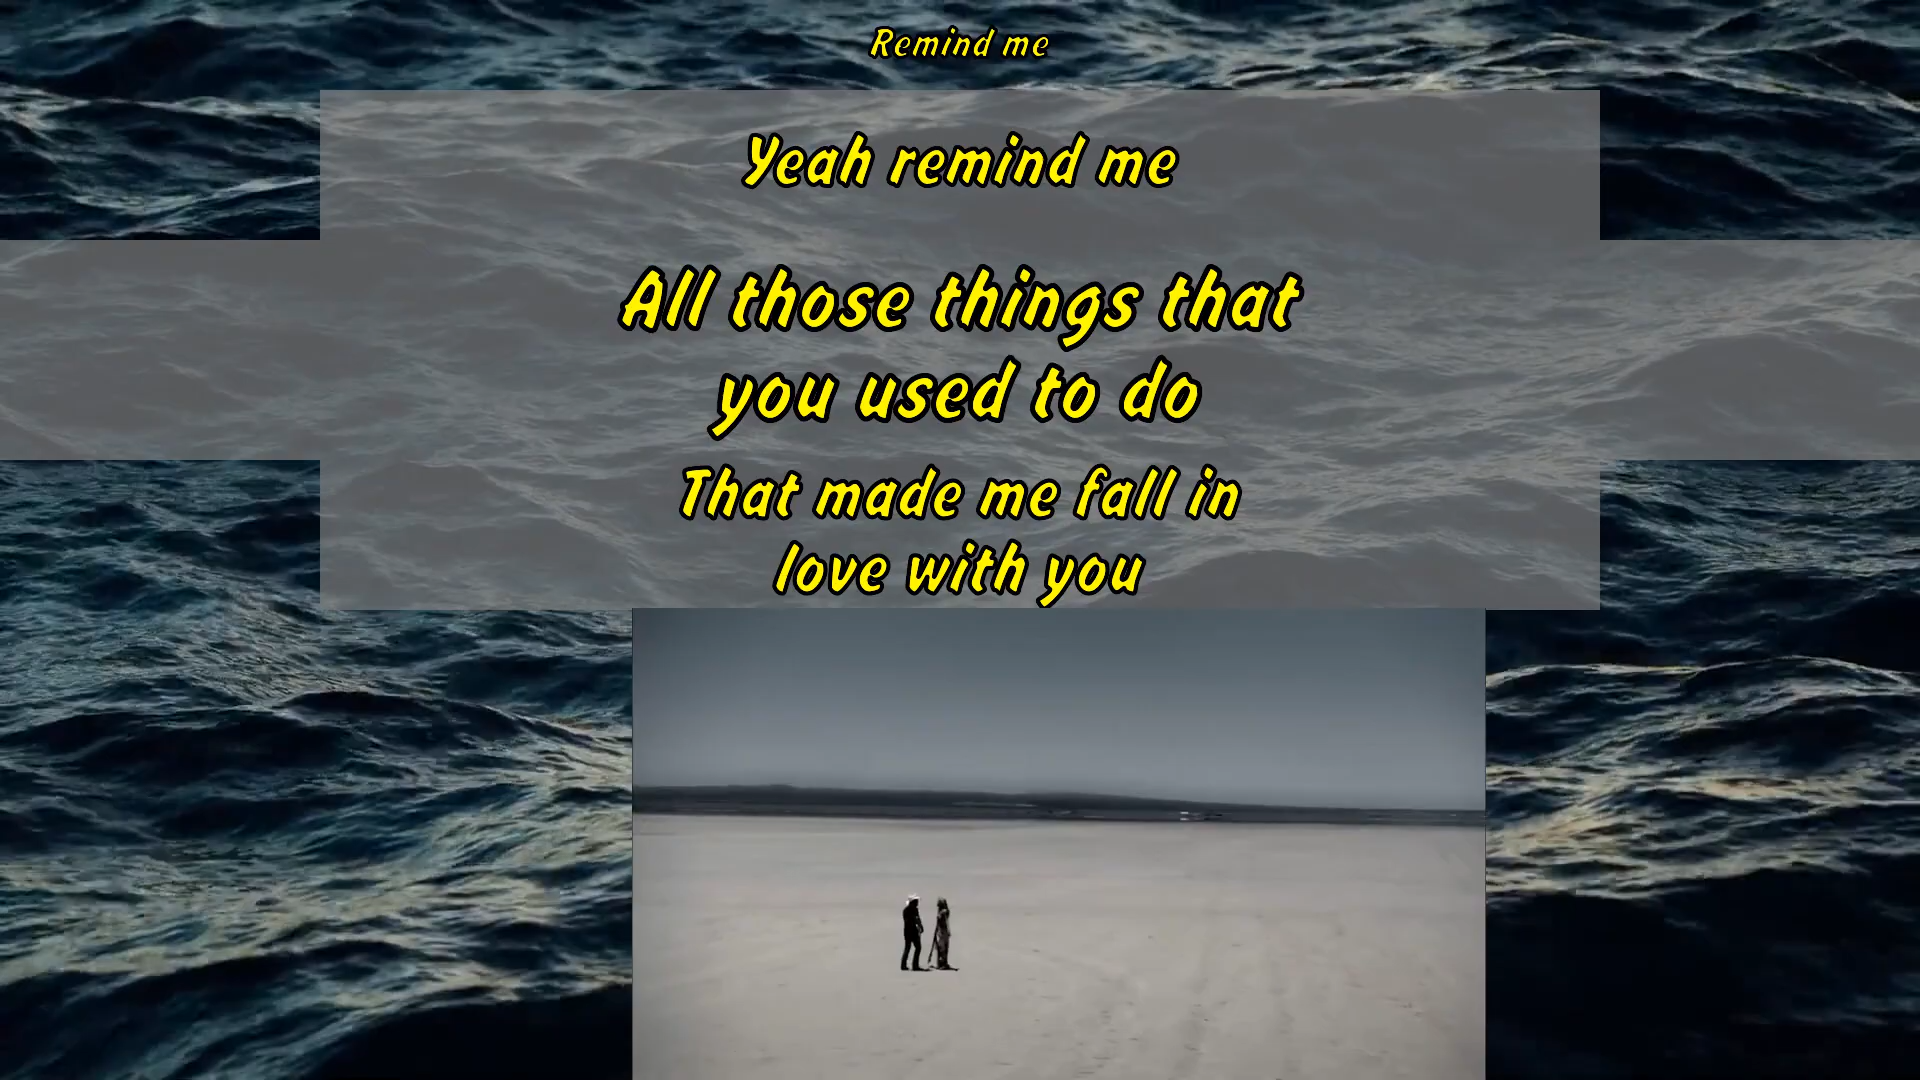 Remind me
Yeah remind me
All those things that
you used to do
That made me fall in
love with you